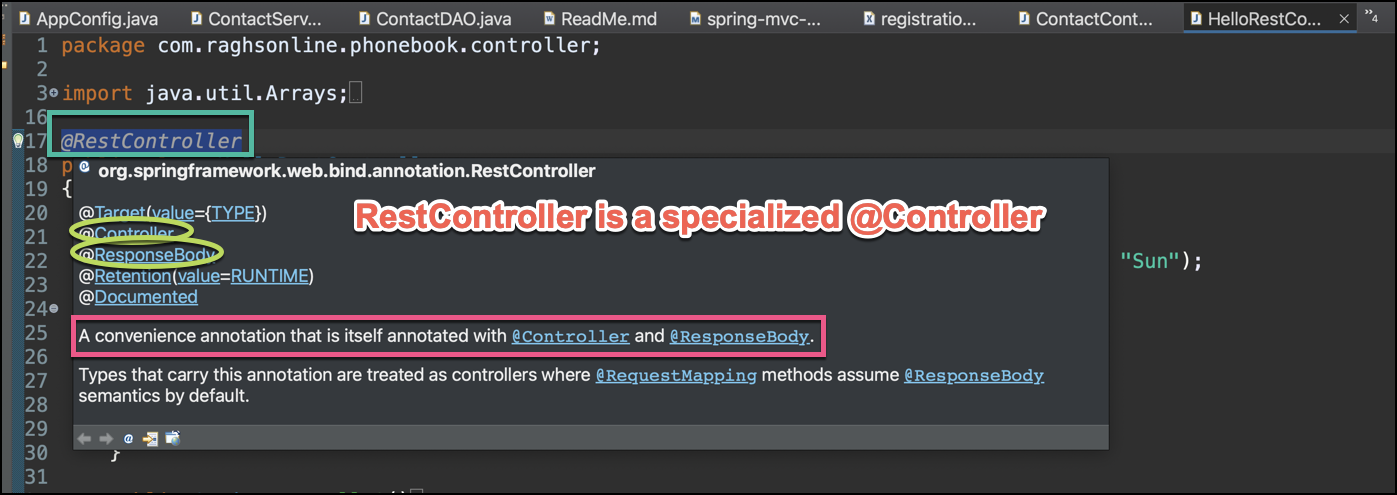 AppConfig.java ContactServ... ContactDAO.java ReadMe.md spring-mvc-... registratio... ContactCont... HelloRestCo... × »4
1 package com.raghsonline.phonebook.controller;
2
3 import java.util.Arrays;
16
17 @RestController
18 p
org.springframework.web.bind.annotation.RestController
19 {
20 @Target(value={TYPE})
RestController is a specialized @Controller
21 @Controller
22 @ResponseBody "Sun");
23 @Retention(value=RUNTIME)
24 @Documented
25 A convenience annotation that is itself annotated with @Controller and @ResponseBody.
26
27 Types that carry this annotation are treated as controllers where @RequestMapping methods assume @ResponseBody
28 semantics by default.
29
@
30 }
31